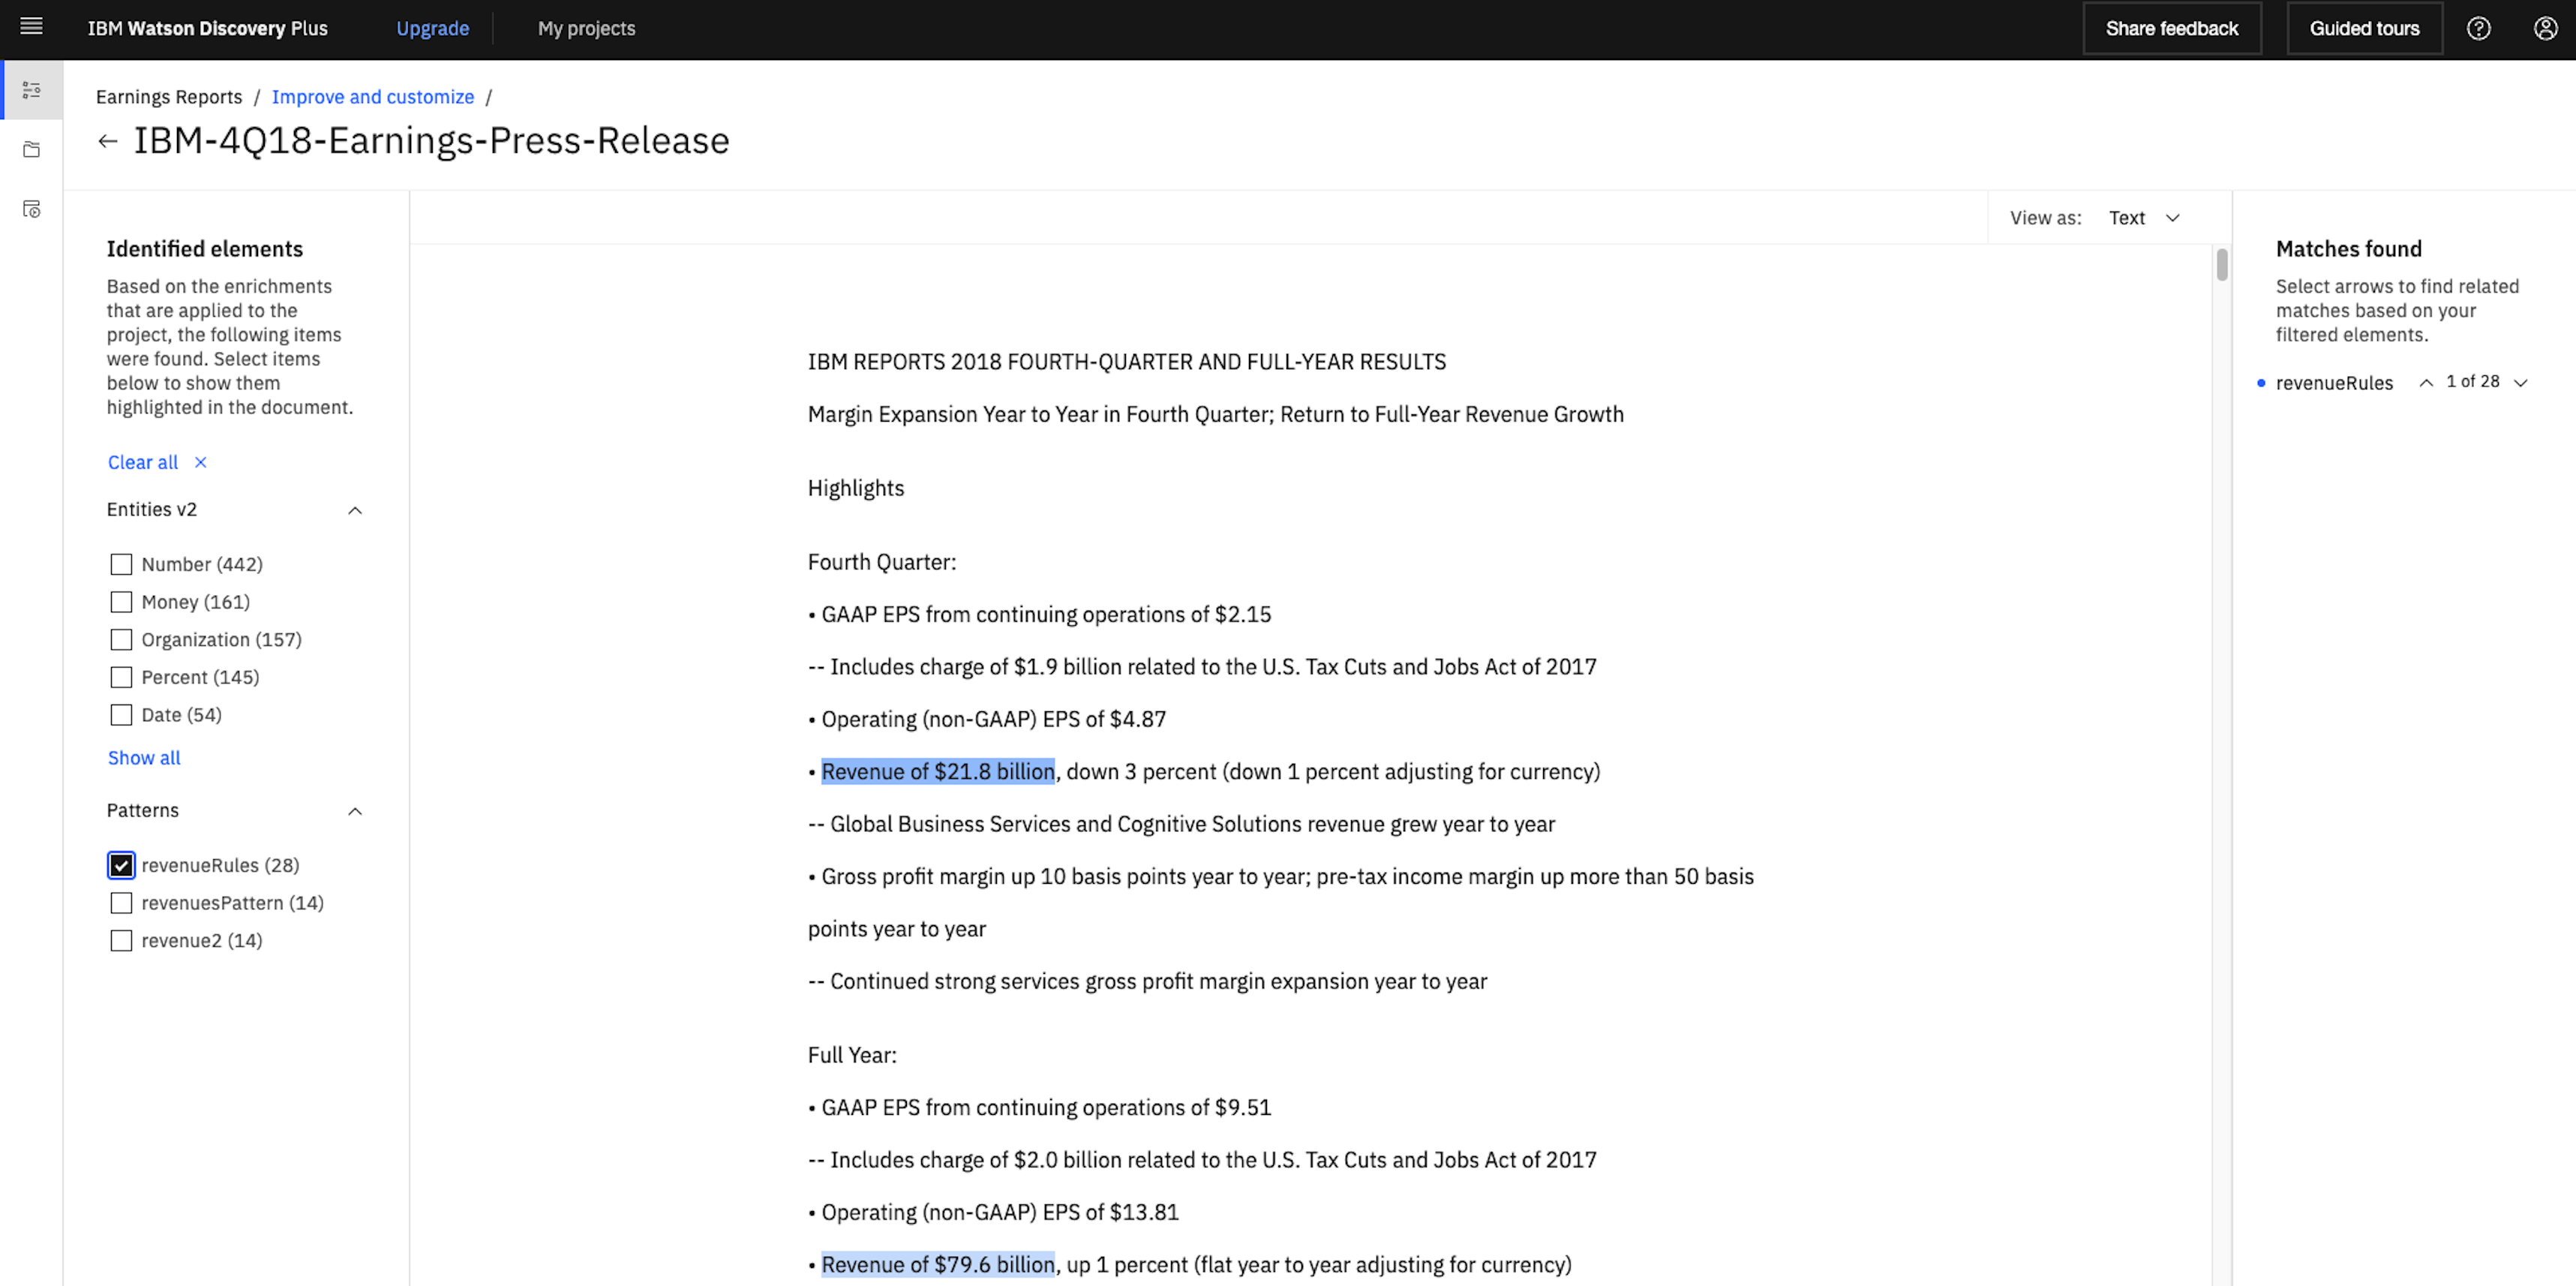 IBM Watson Discovery Plus
Upgrade
My projects
Share feedback
Guided tours
Earnings Reports / Improve and customize /
← IBM-4Q18-Earnings-Press-Release
Identified elements
Based on the enrichments
that are applied to the
project, the following items
were found. Select items
below to show them
highlighted in the document.
Clear all ×
Entities v2
Number (442)
Money (161)
Organization (157)
Percent (145)
Date (54)
Show all
Patterns
revenueRules (28)
revenuesPattern (14)
revenue2 (14)
View as: Text
IBM REPORTS 2018 FOURTH-QUARTER AND FULL-YEAR RESULTS
Margin Expansion Year to Year in Fourth Quarter; Return to Full-Year Revenue Growth
Highlights
Fourth Quarter:
• GAAP EPS from continuing operations of $2.15
-- Includes charge of $1.9 billion related to the U.S. Tax Cuts and Jobs Act of 2017
• Operating (non-GAAP) EPS of $4.87
• Revenue of $21.8 billion, down 3 percent (down 1 percent adjusting for currency)
-- Global Business Services and Cognitive Solutions revenue grew year to year
• Gross profit margin up 10 basis points year to year; pre-tax income margin up more than 50 basis
points year to year
-- Continued strong services gross profit margin expansion year to year
Full Year:
• GAAP EPS from continuing operations of $9.51
-- Includes charge of $2.0 billion related to the U.S. Tax Cuts and Jobs Act of 2017
• Operating (non-GAAP) EPS of $13.81
• Revenue of $79.6 billion, up 1 percent (flat year to year adjusting for currency)
Matches found
Select arrows to find related
matches based on your
filtered elements.
revenueRules 1 of 28